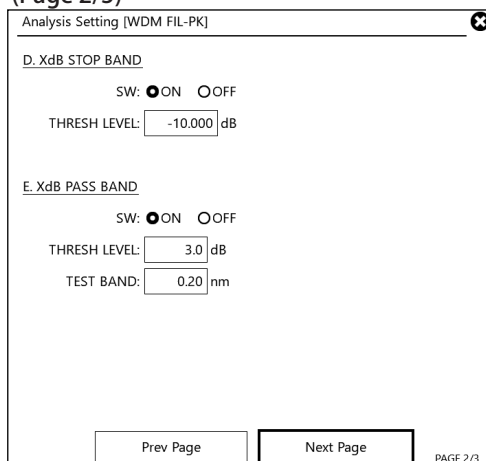 (Page 2/3)
Analysis Setting [WDM FIL-PK]
D. XdB STOP BAND
SW: ON OFF
THRESH LEVEL: -10.000 dB
E. XdB PASS BAND
SW: ON OFF
THRESH LEVEL: 3.0 dB
TEST BAND: 0.20 nm
Prev Page Next Page PAGE 2/3